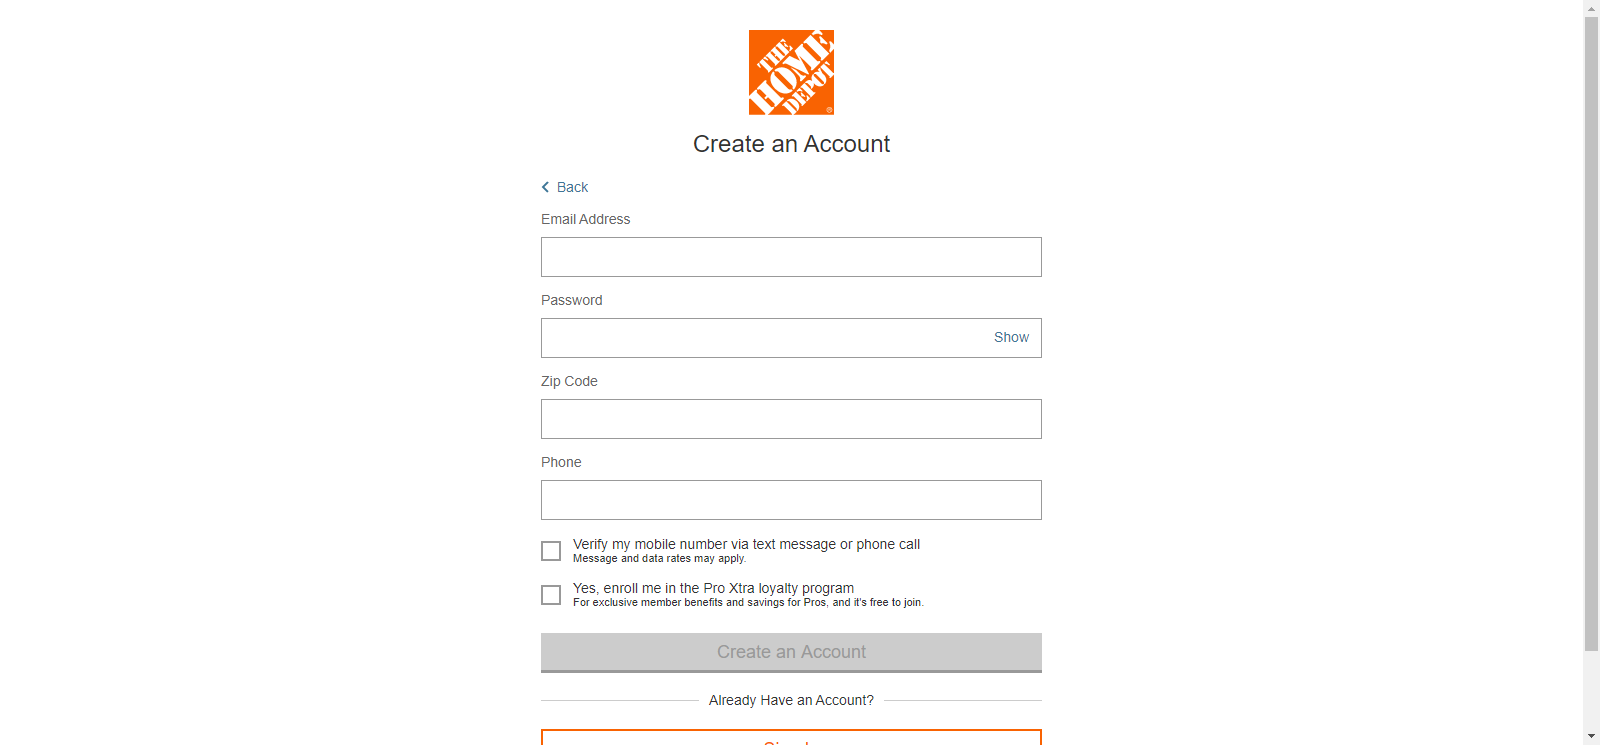 THE
HOME
DEPOT
Create an Account
Back
Email Address
Password
Show
Zip Code
Phone
Verify my mobile number via text message or phone call
Message and data rates may apply.
Yes, enroll me in the Pro Xtra loyalty program
For exclusive member benefits and savings for Pros, and it's free to join.
Create an Account
Already Have an Account?